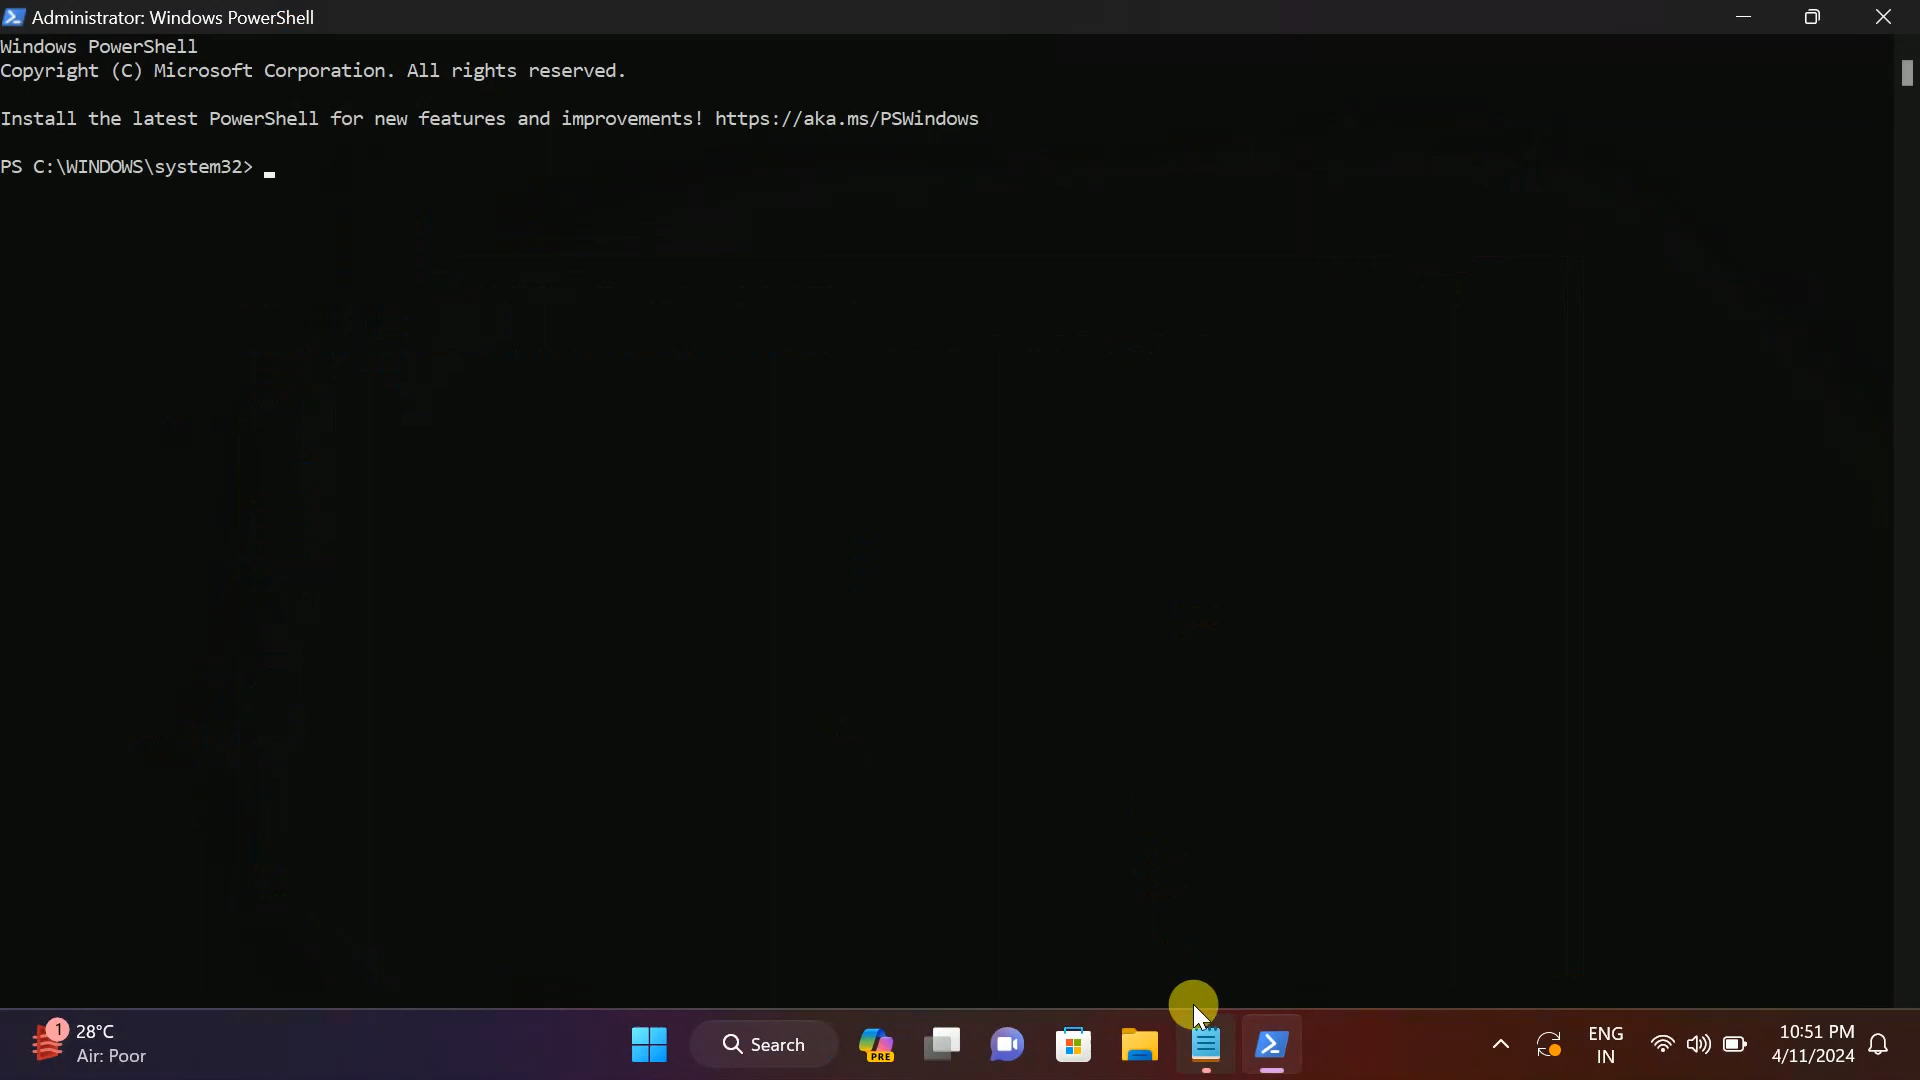 Administrator: Windows PowerShell
Windows PowerShell
Copyright (C) Microsoft Corporation. All rights reserved.
Install the latest PowerShell for new features and improvements! https://aka.ms/PSWindows
PS C:\WINDOWS\system32>
1
28°C
Air: Poor
Search
PRE
ENG
IN
10:51 PM
4/11/2024